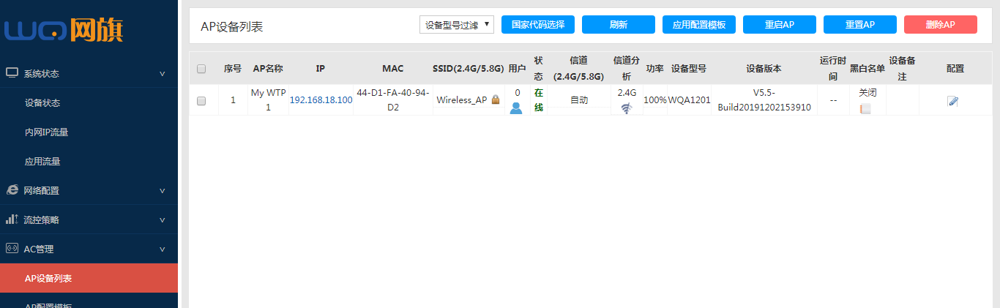 WQ网旗
系统状态
设备状态
内网IP流量
应用流量
网络配置
流控策略
AC管理
AP设备列表
AP配置模板
AP设备列表
设备型号过滤
国家代码选择
刷新
应用配置模板
重启AP
重置AP
删除AP
序号
AP名称
IP
MAC
SSID(2.4G/5.8G)
用户
状
态
信道
(2.4G/5.8G)
信道分
析
功率
设备型号
设备版本
运行时
间
黑白名单
设备备
注
配置
1
My WTP
1
192.168.18.100
44-D1-FA-40-94-
D2
Wireless_AP
0
在
线
自动
2.4G
100%
WQA1201
V5.5-
Build20191202153910
--
关闭